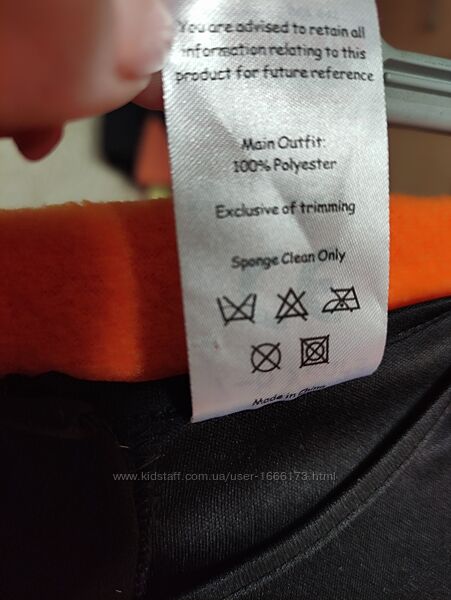 You are advised to retain all
information relating to this
product for future reference
Main Outfit:
100% Polyester
Exclusive of trimming
Sponge Clean Only
Made in China
www.kidstaff.com.ua/user-1666173.html